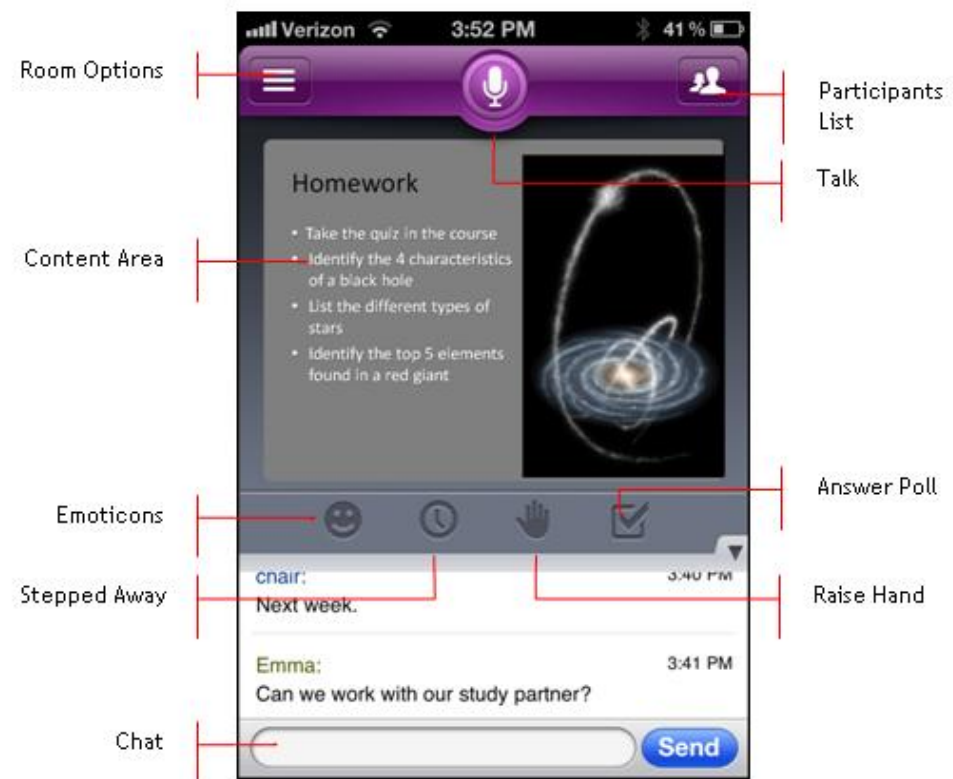 Verizon 3:52 PM 41%
Room Options
Participants
List
Talk
Homework
• Take the quiz in the course
• Identify the 4 characteristics
of a black hole
• List the different types of
stars
• Identify the top 5 elements
found in a red giant
Content Area
Answer Poll
Emoticons
Stepped Away
Raise Hand
chair: 3:40 PM
Next week.
Emma: 3:41 PM
Can we work with our study partner?
Chat
Send